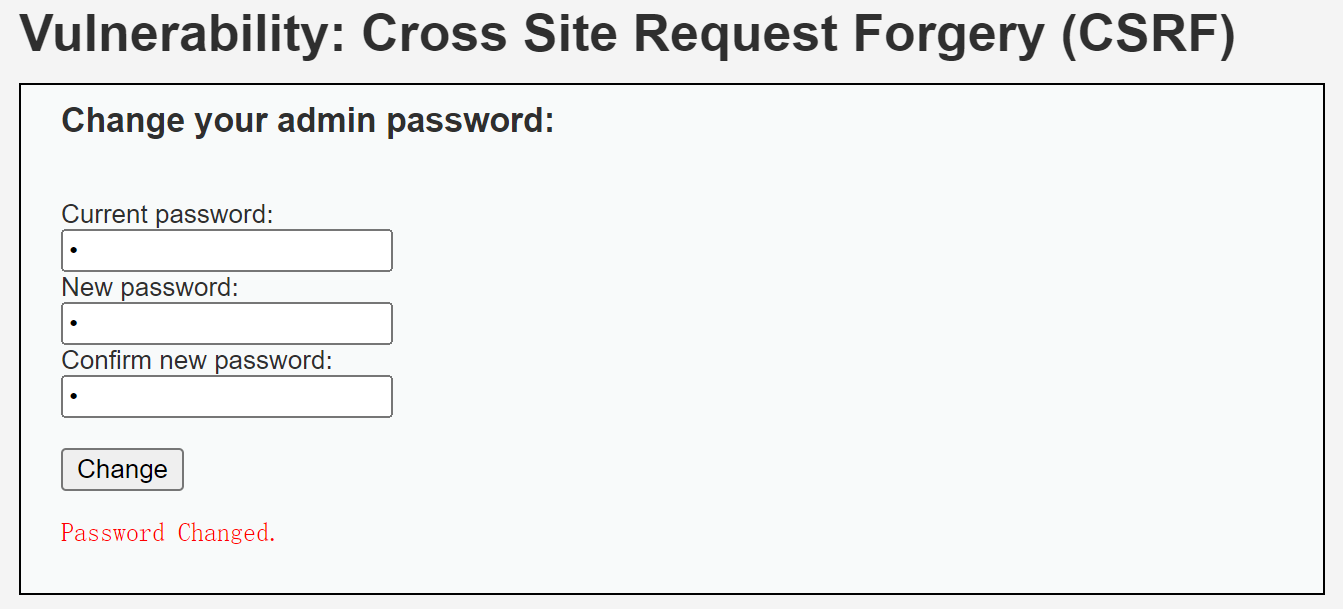 Vulnerability: Cross Site Request Forgery (CSRF)
Change your admin password:
Current password:
•
New password:
•
Confirm new password:
•
Change
Password Changed.